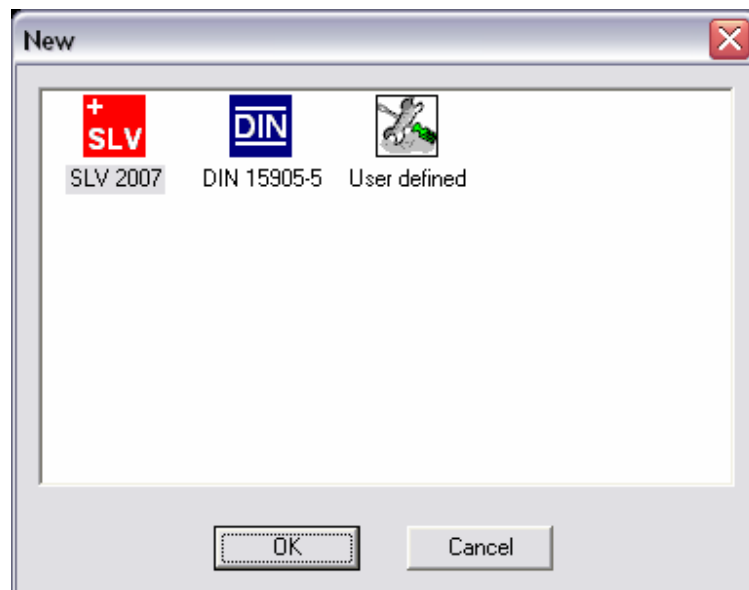 New
+
SLV
DIN
SLV 2007 DIN 15905-5 User defined
OK Cancel